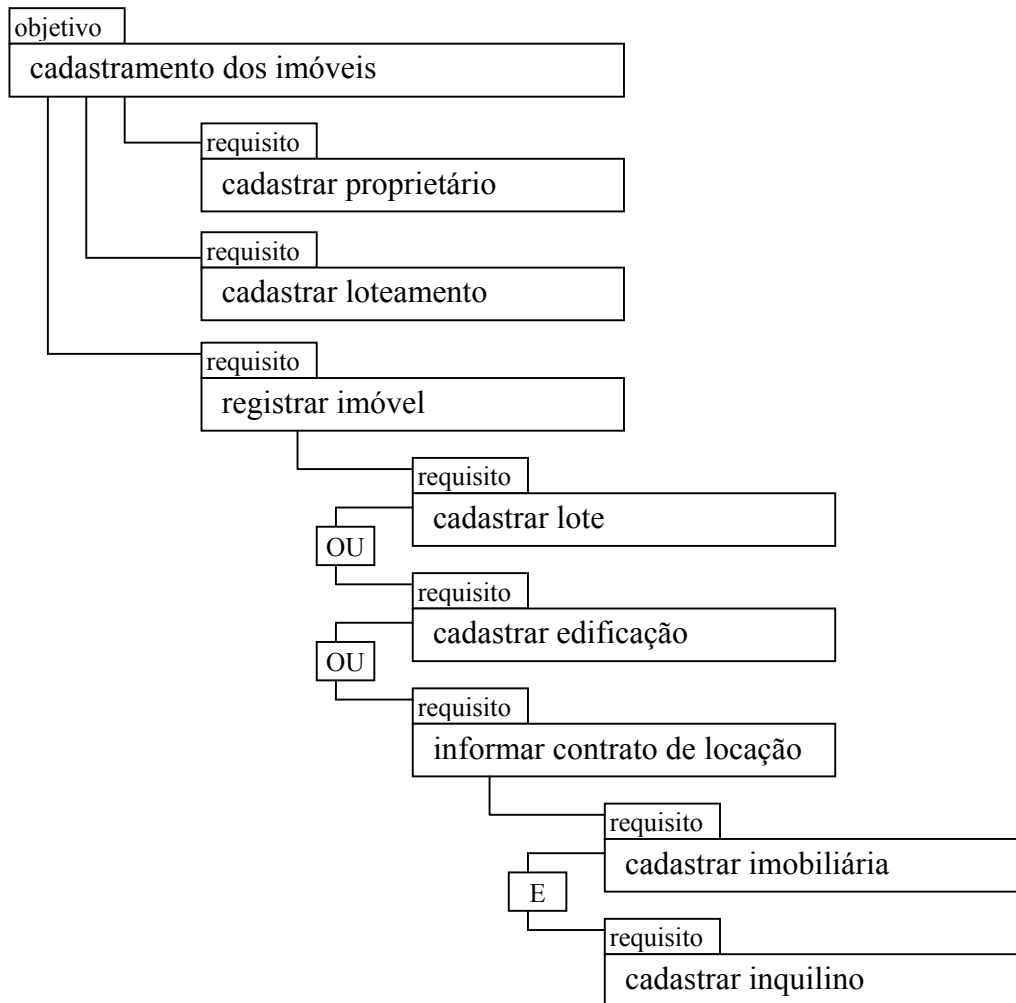 objetivo
cadastramento dos imóveis
requisito
cadastrar proprietário
requisito
cadastrar loteamento
requisito
registrar imóvel
requisito
cadastrar lote
OU
requisito
cadastrar edificação
OU
requisito
informar contrato de locação
requisito
cadastrar imobiliária
E
requisito
cadastrar inquilino